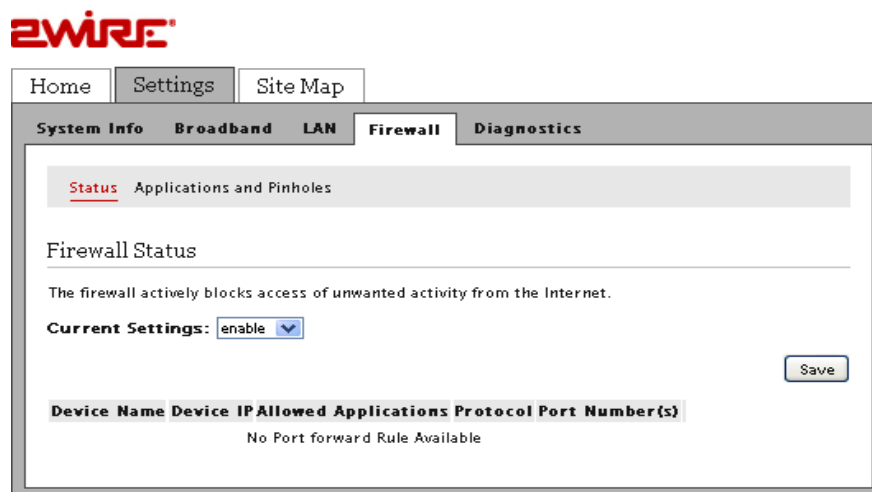 2WIRE
Home Settings Site Map
System Info Broadband LAN Firewall Diagnostics
Status Applications and Pinholes
Firewall Status
The firewall actively blocks access of unwanted activity from the Internet.
Current Settings: enable
Save
Device Name Device IP Allowed Applications Protocol Port Number(s)
No Port forward Rule Available